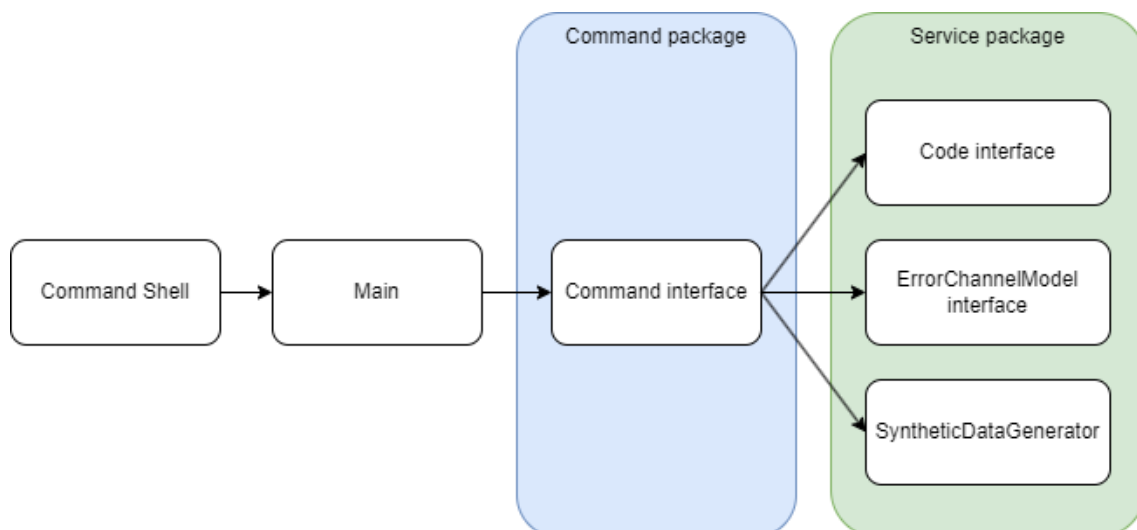 Command package
Service package
Code interface
Command Shell
Main
Command interface
ErrorChannelModel
interface
SyntheticDataGenerator